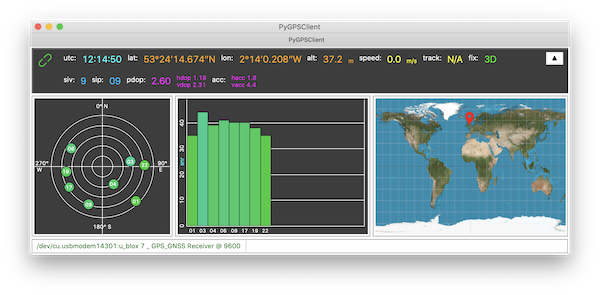 PyGPSClient
PyGPSClient
utc: 12:14:50 lat: 53°24′14.674″N lon: 2°14′0.208″W alt: 37.2 m speed: 0.0 m/s track: N/A fix: 3D
siv: 9 sip: 09 pdop: 2.60 hdop 1.18 acc: hacc 1.8
vdop 2.31 vacc 4.4
0° N
270° W
90° E
180° S
06
03
22
19
17
04
09
01
40
30
20
10
0
snr
01 03 04 06 09 17 18 19 22
/dev/cu.usbmodem14301:u_blox 7 _ GPS_GNSS Receiver @ 9600